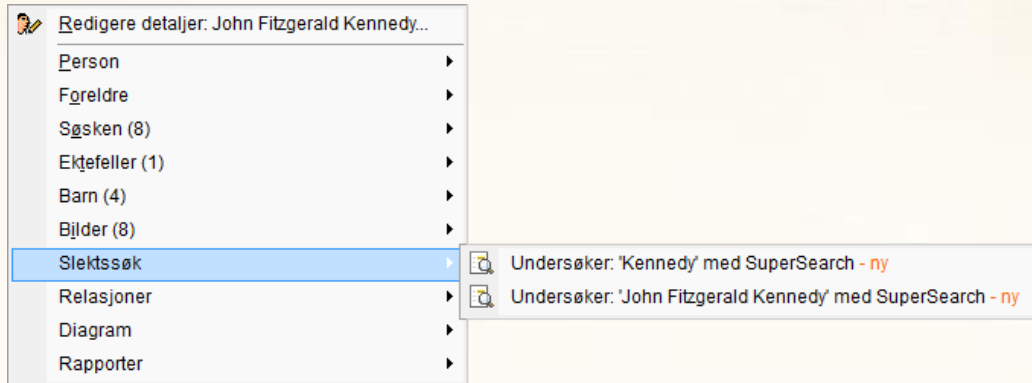 Redigere detaljer: John Fitzgerald Kennedy...
Person
Foreldre
Søsken (8)
Ektefeller (1)
Barn (4)
Bilder (8)
Slektssøk
Undersøker: 'Kennedy' med SuperSearch - ny
Undersøker: 'John Fitzgerald Kennedy' med SuperSearch - ny
Relasjoner
Diagram
Rapporter